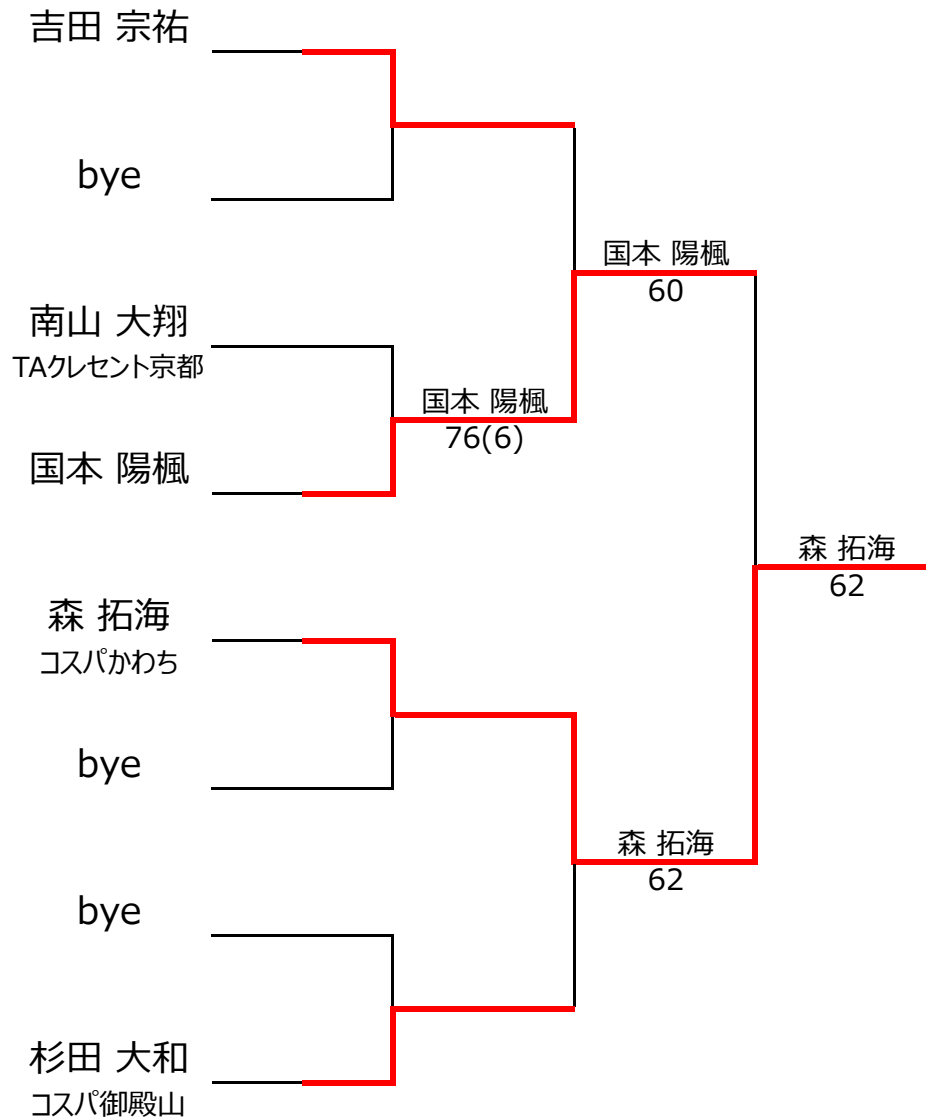 吉田 宗祐
bye
国本 陽楓
60
南山 大翔
TAクレセント京都
国本 陽楓
76(6)
国本 陽楓
森 拓海
62
森 拓海
コスパかわち
bye
森 拓海
62
bye
杉田 大和
コスパ御殿山